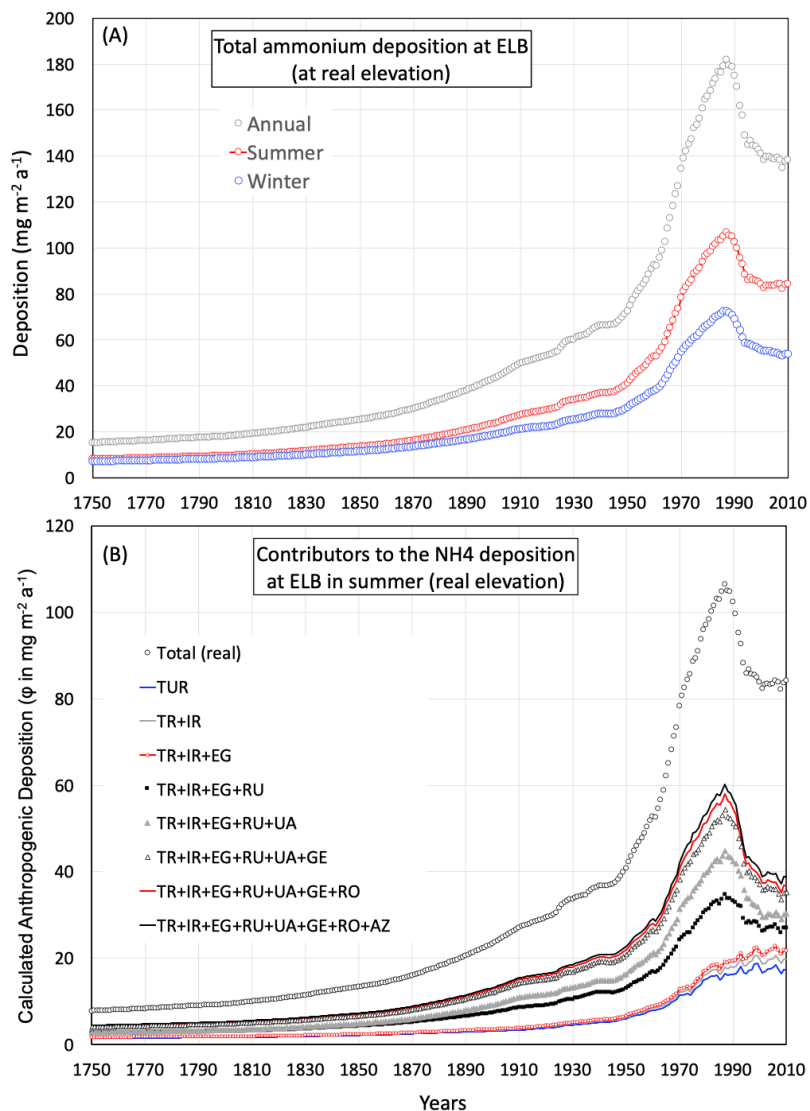 (A)
Total ammonium deposition at ELB
(at real elevation)
Annual
Summer
Winter
Deposition (mg m-2 a-1)
200
180
160
140
120
100
80
60
40
20
0
1750 1770 1790 1810 1830 1850 1870 1890 1910 1930 1950 1970 1990 2010
(B)
Contributors to the NH4 deposition
at ELB in summer (real elevation)
Total (real)
TUR
TR+IR
TR+IR+EG
TR+IR+EG+RU
TR+IR+EG+RU+UA
TR+IR+EG+RU+UA+GE
TR+IR+EG+RU+UA+GE+RO
TR+IR+EG+RU+UA+GE+RO+AZ
Calculated Anthropogenic Deposition (φ in mg m-2 a-1)
120
100
80
60
40
20
0
1750 1770 1790 1810 1830 1850 1870 1890 1910 1930 1950 1970 1990 2010
Years